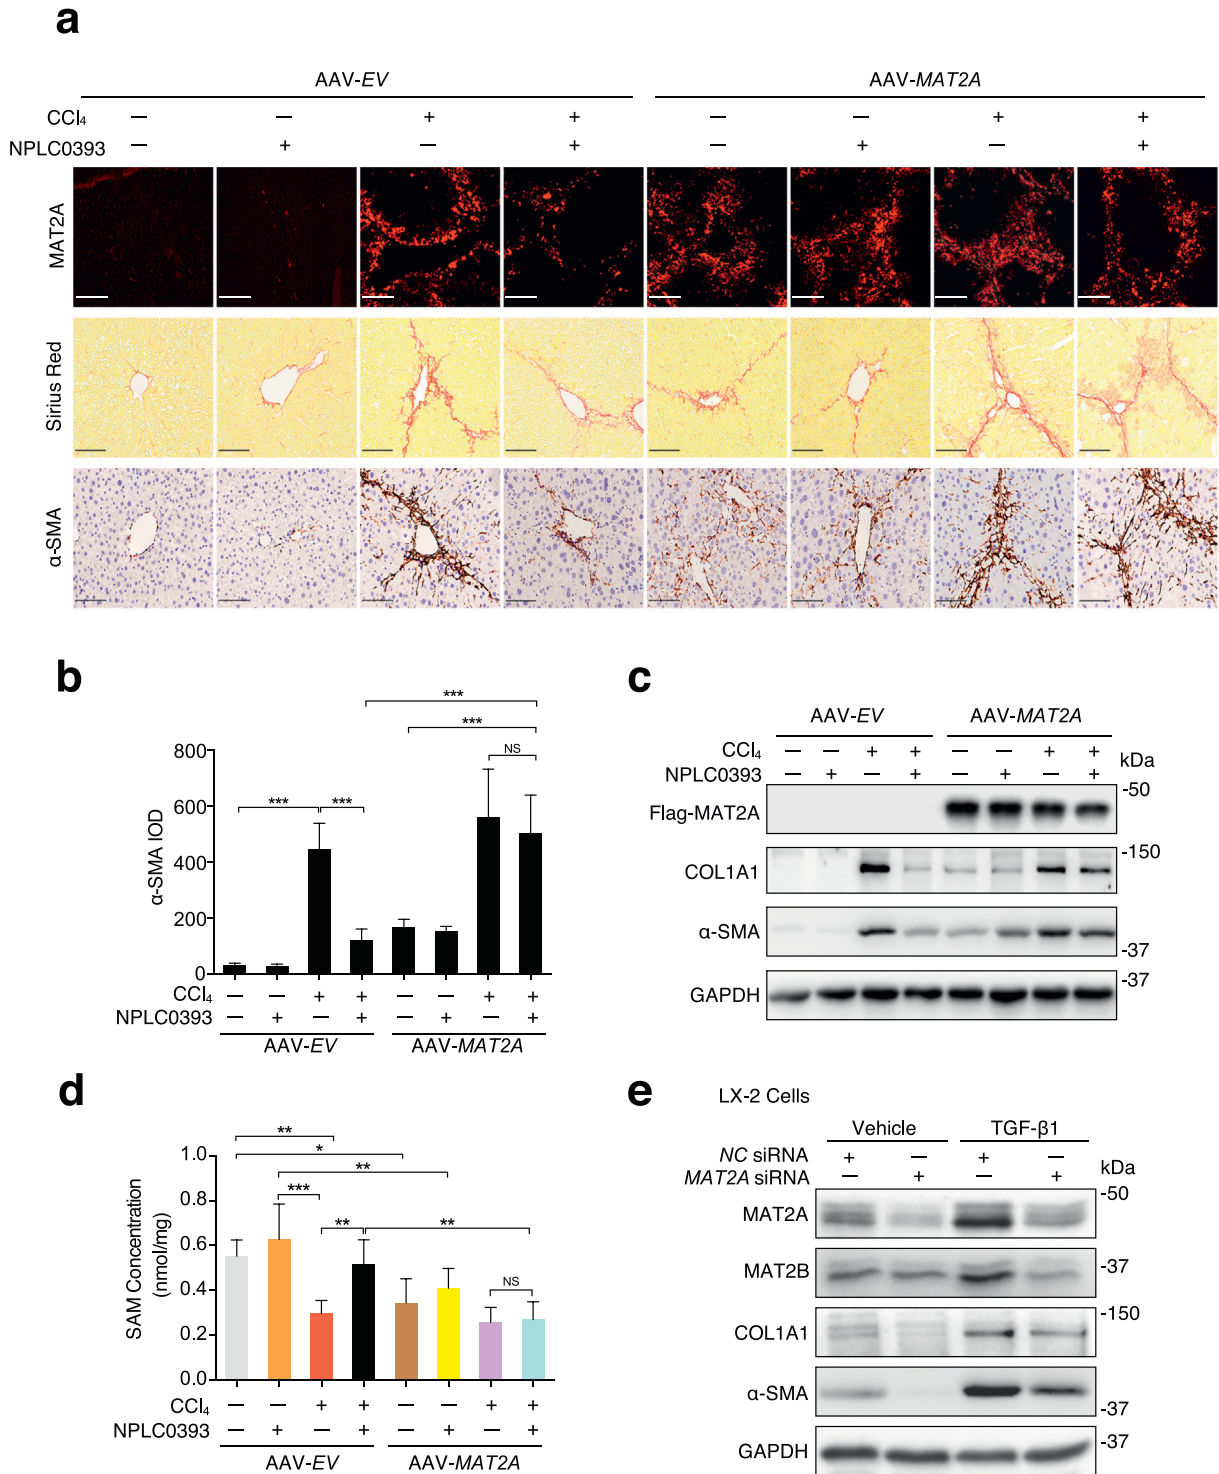 a
AAV-EV AAV-MAT2A
CCl₄ — — + + — — + +
NPLC0393 — + — + — + — +
MAT2A
Sirius Red
α-SMA
b
***
***
NS
*** ***
800
600
400
200
0
α-SMA IOD
CCl₄ — — + + — — + +
NPLC0393 — + — + — + — +
AAV-EV AAV-MAT2A
c
AAV-EV AAV-MAT2A
CCl₄ — — + + — — + + kDa
NPLC0393 — + — + — + — +
-50
Flag-MAT2A
-150
COL1A1
α-SMA
-37
-37
GAPDH
d
**
*
**
***
** **
NS
1.0
0.8
0.6
0.4
0.2
0.0
SAM Concentration
(nmol/mg)
CCl₄ — — + + — — + +
NPLC0393 — + — + — + — +
AAV-EV AAV-MAT2A
e
LX-2 Cells
Vehicle TGF-β1
NC siRNA + — + — kDa
MAT2A siRNA — + — +
-50
MAT2A
MAT2B -37
-150
COL1A1
α-SMA
-37
-37
GAPDH